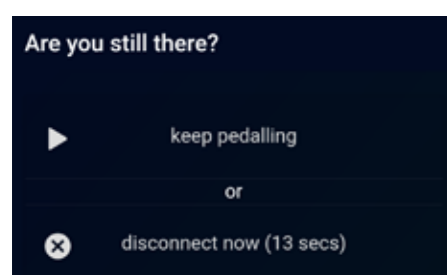 Are you still there?
keep pedalling
or
disconnect now (13 secs)